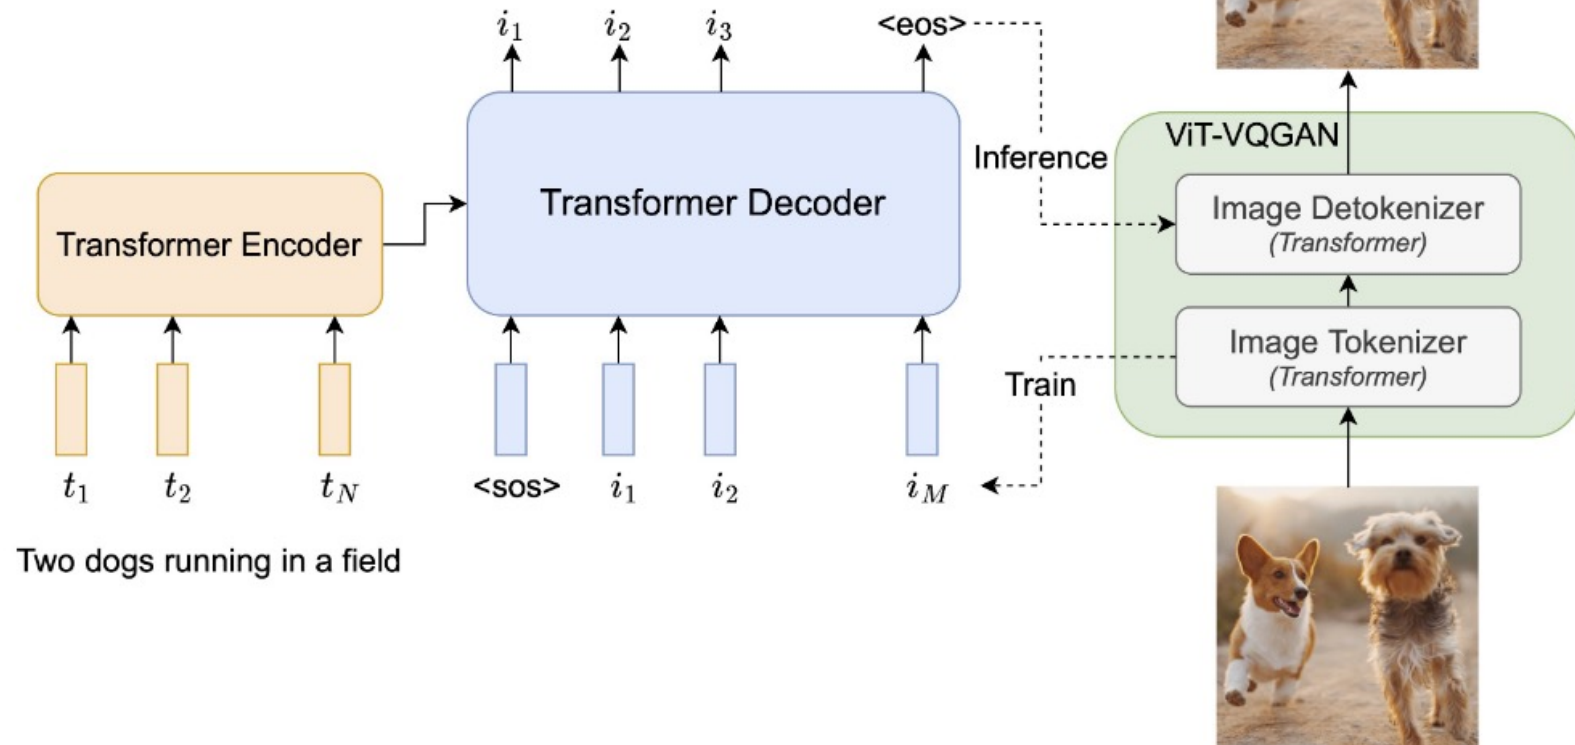 i1 i2 i3 <eos>
ViT-VQGAN
Inference
Transformer Decoder
Image Detokenizer
(Transformer)
Transformer Encoder
Image Tokenizer
(Transformer)
Train
t1 t2 tN <sos> i1 i2 iM
Two dogs running in a field